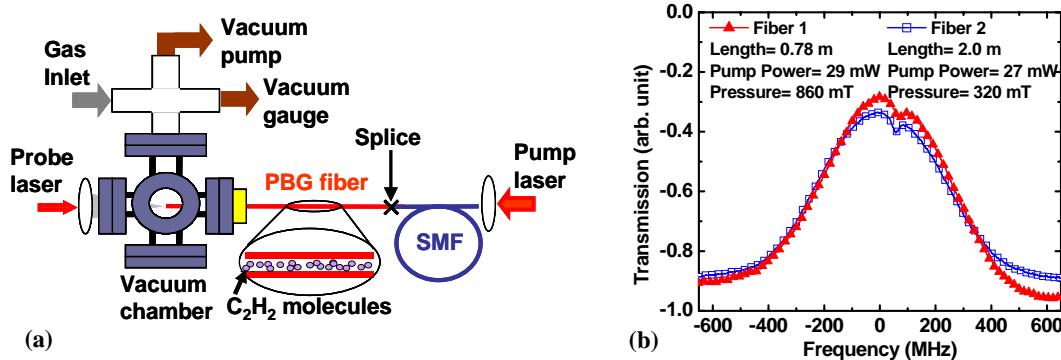 Vacuum
pump
Gas
Inlet
Vacuum
gauge
Splice
Probe
laser
PBG fiber
Pump
laser
SMF
Vacuum
chamber
C₂H₂ molecules
(a)
0.0
-0.2
-0.4
-0.6
-0.8
-1.0
Transmission (arb. unit)
Fiber 1
Length= 0.78 m
Pump Power= 29 mW
Pressure= 860 mT
Fiber 2
Length= 2.0 m
Pump Power= 27 mW
Pressure= 320 mT
-600 -400 -200 0 200 400 600
Frequency (MHz)
(b)